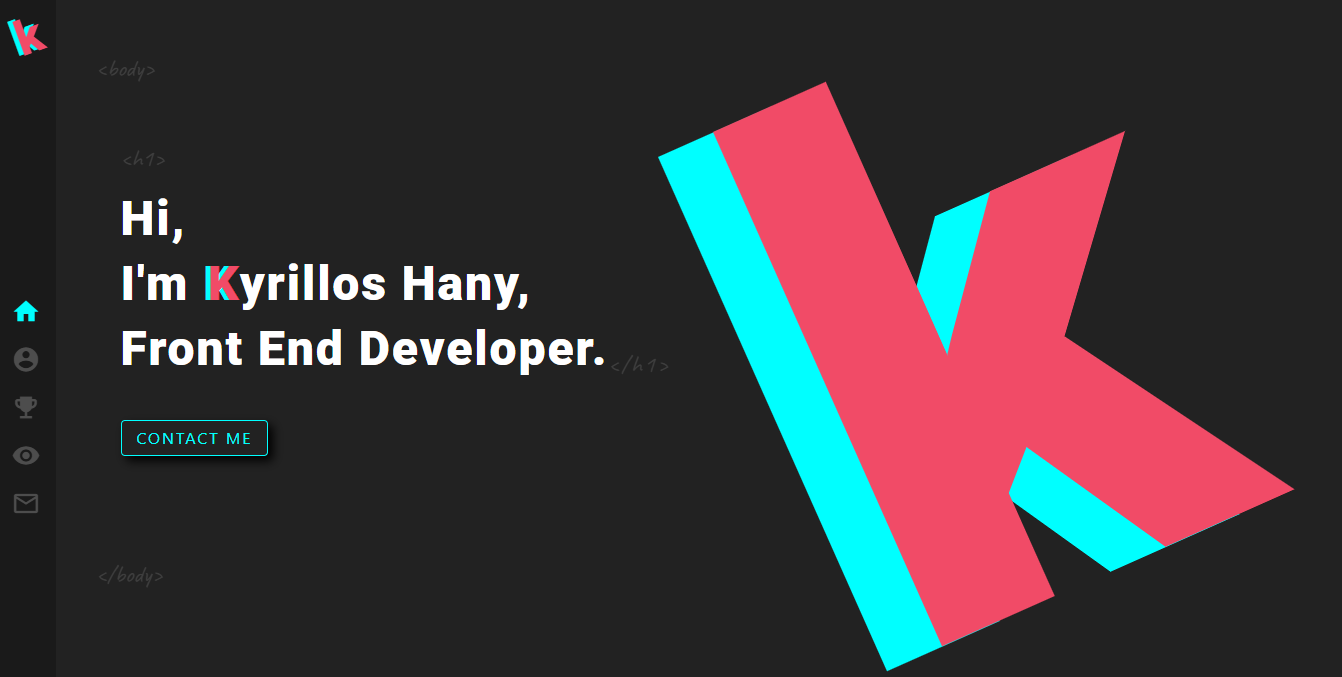 k
<body>
<h1>
Hi,
I'm Kyrillos Hany,
Front End Developer.
</h1>
CONTACT ME
</body>
k